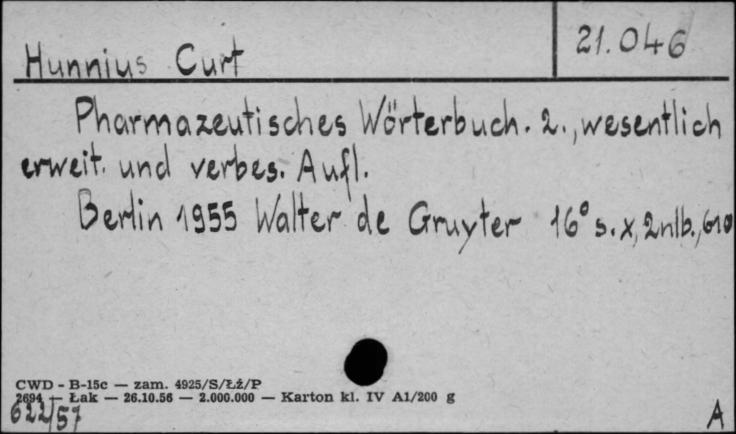 Hunnius Curt
21.046
Pharmazeutisches Wörterbuch. 2., wesentlich
erweit. und verbes. Aufl.
Berlin 1955 Walter de Gruyter 16° s. X, 2nlb., 610
CWD - B-15c — zam. 4925/S/Łż/P
2694 — Łak — 26.10.56 — 2.000.000 — Karton kl. IV A1/200 g
622/57
A